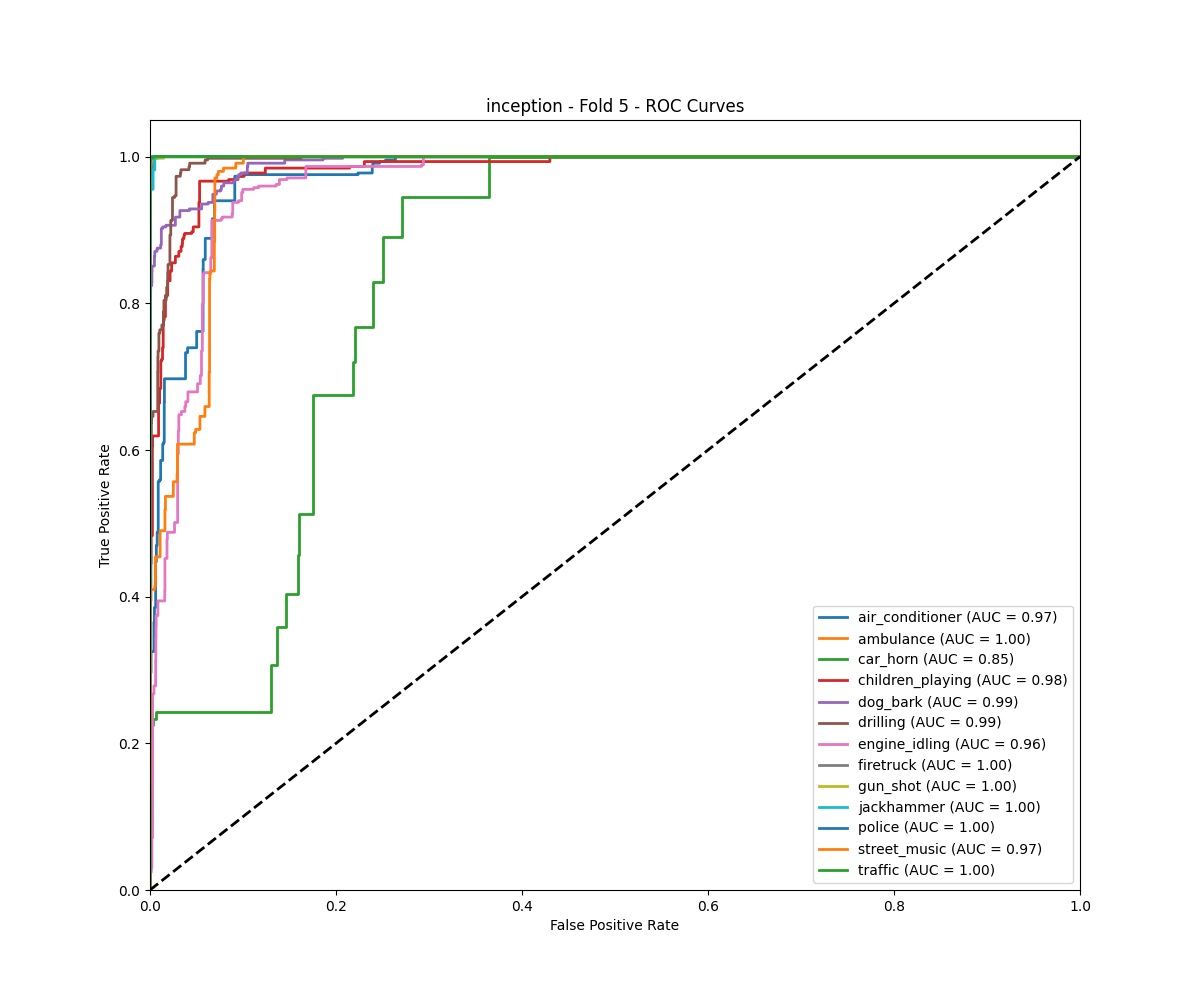 inception - Fold 5 - ROC Curves
1.0
0.8
0.6
0.4
0.2
0.0
True Positive Rate
0.0 0.2 0.4 0.6 0.8 1.0
False Positive Rate
air_conditioner (AUC = 0.97)
ambulance (AUC = 1.00)
car_horn (AUC = 0.85)
children_playing (AUC = 0.98)
dog_bark (AUC = 0.99)
drilling (AUC = 0.99)
engine_idling (AUC = 0.96)
firetruck (AUC = 1.00)
gun_shot (AUC = 1.00)
jackhammer (AUC = 1.00)
police (AUC = 1.00)
street_music (AUC = 0.97)
traffic (AUC = 1.00)